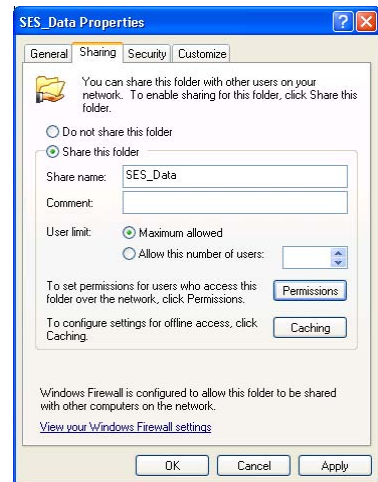 SES_Data Properties
General Sharing Security Customize
You can share this folder with other users on your
network. To enable sharing for this folder, click Share this
folder.
Do not share this folder
Share this folder
Share name: SES_Data
Comment:
User limit: Maximum allowed
Allow this number of users:
To set permissions for users who access this
folder over the network, click Permissions. Permissions
To configure settings for offline access, click
Caching. Caching
Windows Firewall is configured to allow this folder to be shared
with other computers on the network.
View your Windows Firewall settings
OK Cancel Apply